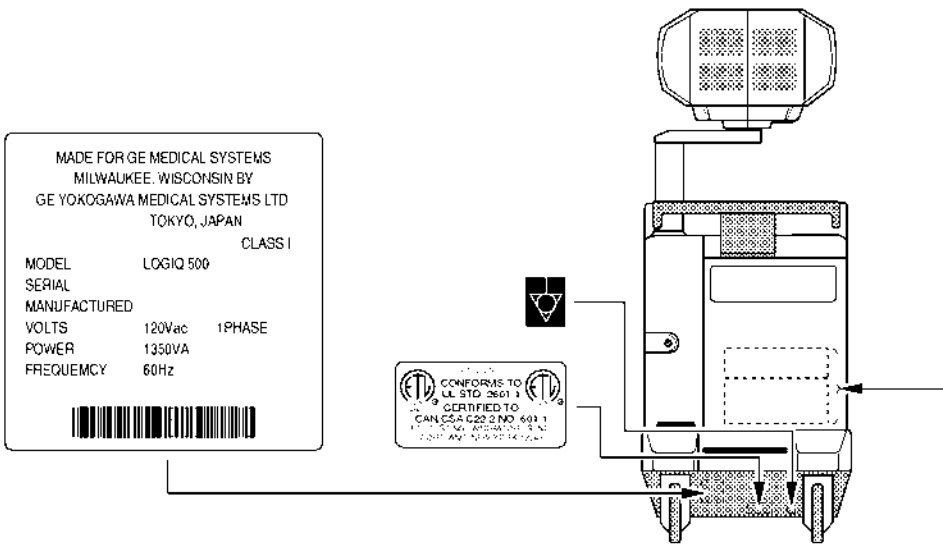 MADE FOR GE MEDICAL SYSTEMS
MILWAUKEE, WISCONSIN BY
GE YOKOGAWA MEDICAL SYSTEMS LTD
TOKYO, JAPAN
CLASS I
MODEL LOGIQ 500
SERIAL
MANUFACTURED
VOLTS 120Vac 1PHASE
POWER 1350VA
FREQUEMCY 60Hz
ETL CONFORMS TO ETL
UL STD 2601-1
CERTIFIED TO
CAN/CSA C22.2 NO. 601.1